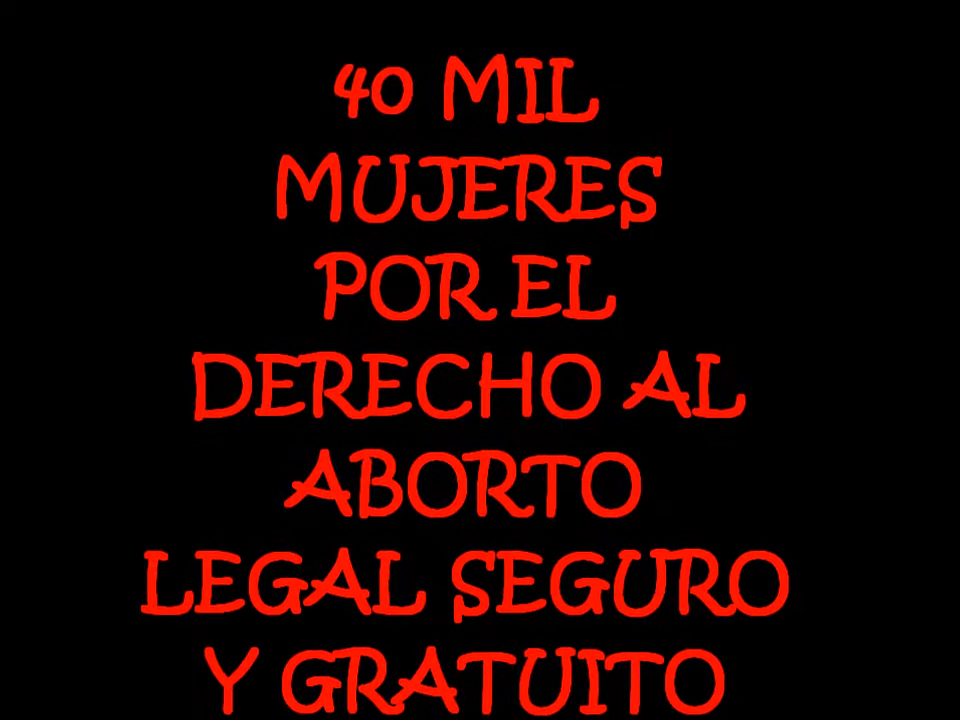 40 MIL
MUJERES
POR EL
DERECHO AL
ABORTO
LEGAL SEGURO
Y GRATUITO